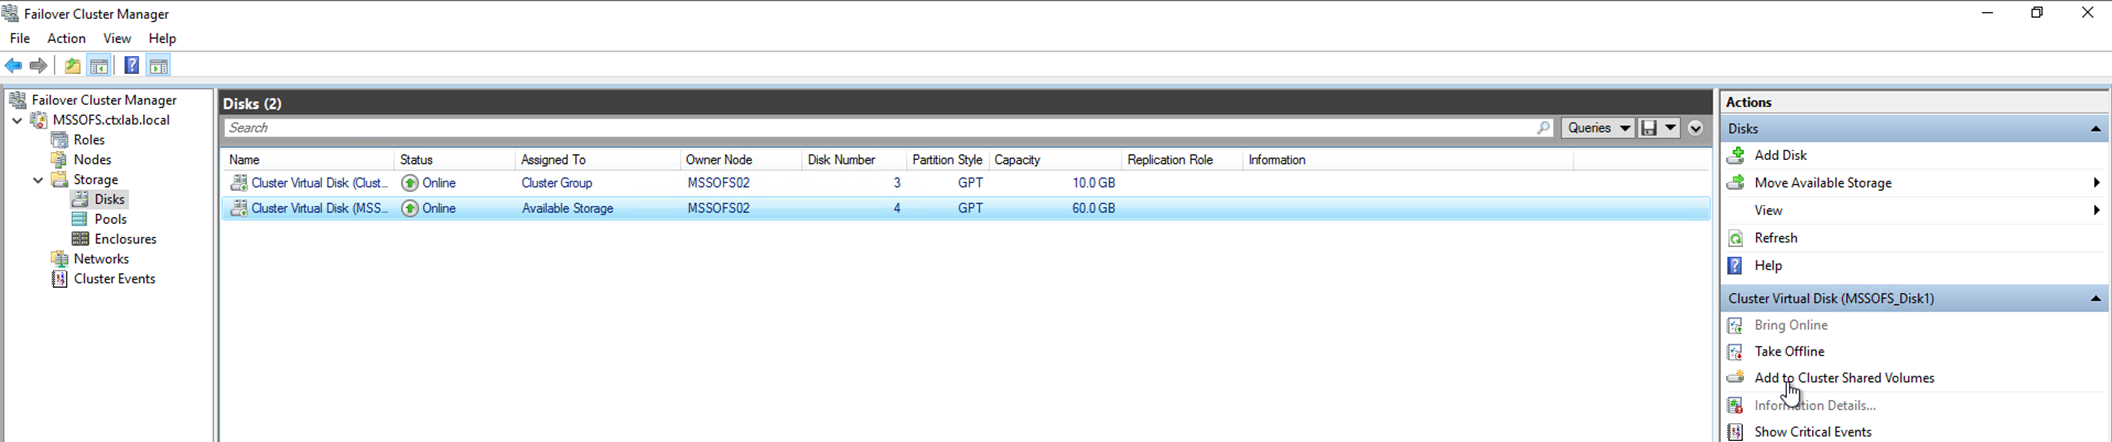 Failover Cluster Manager
File Action View Help
Failover Cluster Manager
MSSOFS.ctxlab.local
Roles
Nodes
Storage
Disks
Pools
Enclosures
Networks
Cluster Events
Disks (2)
Search
Queries
Name Status Assigned To Owner Node Disk Number Partition Style Capacity Replication Role Information
Cluster Virtual Disk (Clust... Online Cluster Group MSSOFS02 3 GPT 10.0 GB
Cluster Virtual Disk (MSS... Online Available Storage MSSOFS02 4 GPT 60.0 GB
Actions
Disks
Add Disk
Move Available Storage
View
Refresh
Help
Cluster Virtual Disk (MSSOFS_Disk1)
Bring Online
Take Offline
Add to Cluster Shared Volumes
Information Details...
Show Critical Events